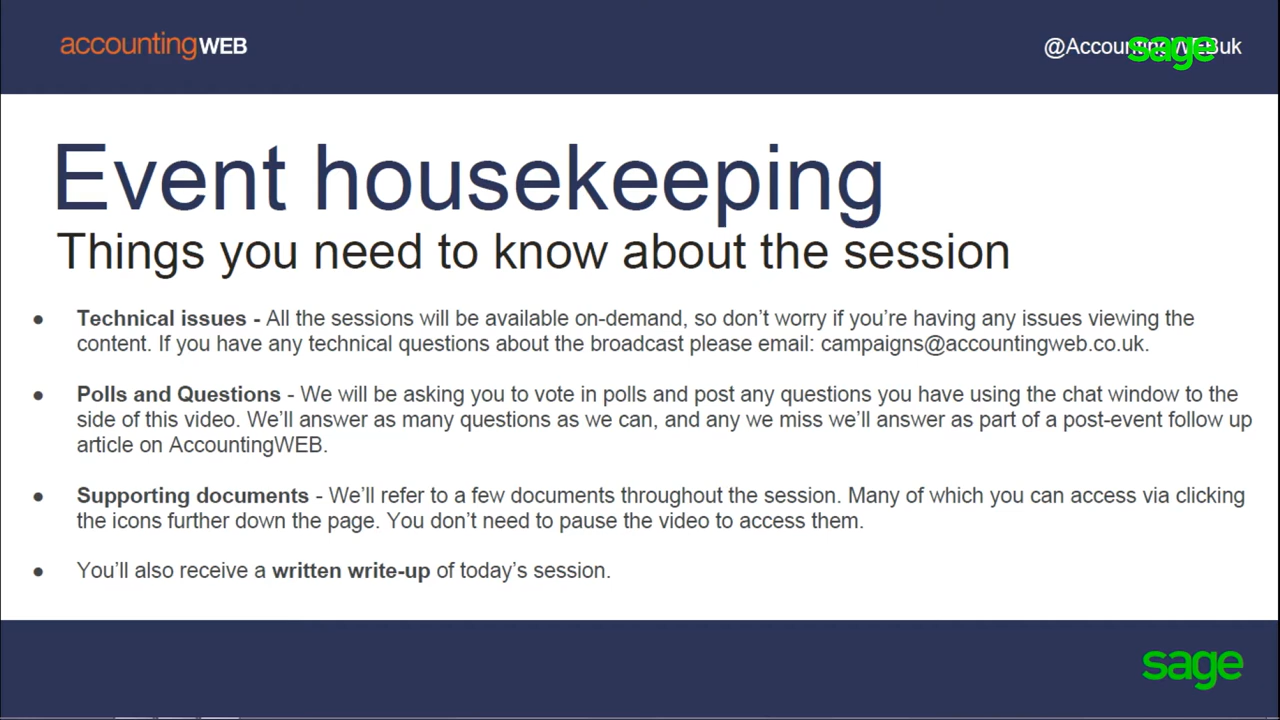 accountingWEB
@AccountingWEBuk
sage
Event housekeeping
Things you need to know about the session
● Technical issues - All the sessions will be available on-demand, so don’t worry if you’re having any issues viewing the
content. If you have any technical questions about the broadcast please email: campaigns@accountingweb.co.uk.
● Polls and Questions - We will be asking you to vote in polls and post any questions you have using the chat window to the
side of this video. We’ll answer as many questions as we can, and any we miss we’ll answer as part of a post-event follow up
article on AccountingWEB.
● Supporting documents - We’ll refer to a few documents throughout the session. Many of which you can access via clicking
the icons further down the page. You don’t need to pause the video to access them.
● You’ll also receive a written write-up of today’s session.
sage